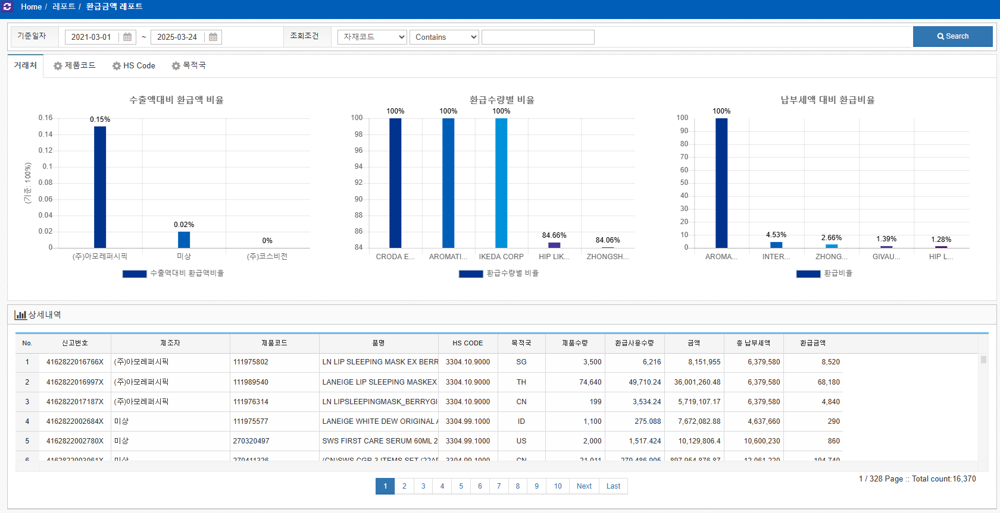 Home / 레포트 / 환급금액 레포트
기준일자 2021-03-01 ~ 2025-03-24 조회조건 자재코드 Contains Search
거래처 제품코드 HS Code 목적국
수출액대비 환급액 비율
(기준: 100%)
0.16
0.14
0.12
0.1
0.08
0.06
0.04
0.02
0
0.15% 0.02% 0%
(주)아모레퍼시픽 미상 (주)코스비전
수출액대비 환급액비율
환급수량별 비율
100
98
96
94
92
90
88
86
84
100% 100% 100% 84.66% 84.06%
CRODA E... AROMATI... IKEDA CORP HIP LIK... ZHONGSH...
환급수량별 비율
납부세액 대비 환급비율
100
90
80
70
60
50
40
30
20
10
0
100% 4.53% 2.66% 1.39% 1.28%
AROMA... INTER... ZHONG... GIVAU... HIP L...
환급비율
상세내역
No. 신고번호 제조자 제품코드 품명 HS CODE 목적국 제품수량 환급사용수량 금액 총 납부세액 환급금액
1 4162822016766X (주)아모레퍼시픽 111975802 LN LIP SLEEPING MASK EX BERR 3304.10.9000 SG 3,500 6,216 8,151,955 6,379,580 8,520
2 4162822016997X (주)아모레퍼시픽 111989540 LANEIGE LIP SLEEPING MASKEX 3304.10.9000 TH 74,640 49,710.24 36,001,260.48 6,379,580 68,180
3 4162822017187X (주)아모레퍼시픽 111976314 LN LIPSLEEPINGMASK_BERRYGI 3304.10.9000 CN 199 3,534.24 5,719,107.17 6,379,580 4,840
4 4162822002684X 미상 111975577 LANEIGE WHITE DEW ORIGINAL A 3304.99.1000 ID 1,100 275.088 7,672,082.88 4,637,660 290
5 4162822002780X 미상 270320497 SWS FIRST CARE SERUM 60ML 2 3304.99.1000 US 2,000 1,517.424 10,129,806.4 10,600,230 860
6 4162822003061X 미상 270411326 (CN)SWS CGR 3 ITEMS SET (22AP 3304.99.1000 CN 21,011 279,486.905 897,954,876.87 12,061,220 104,740
1 2 3 4 5 6 7 8 9 10 Next Last
1 / 328 Page :: Total count:16,370